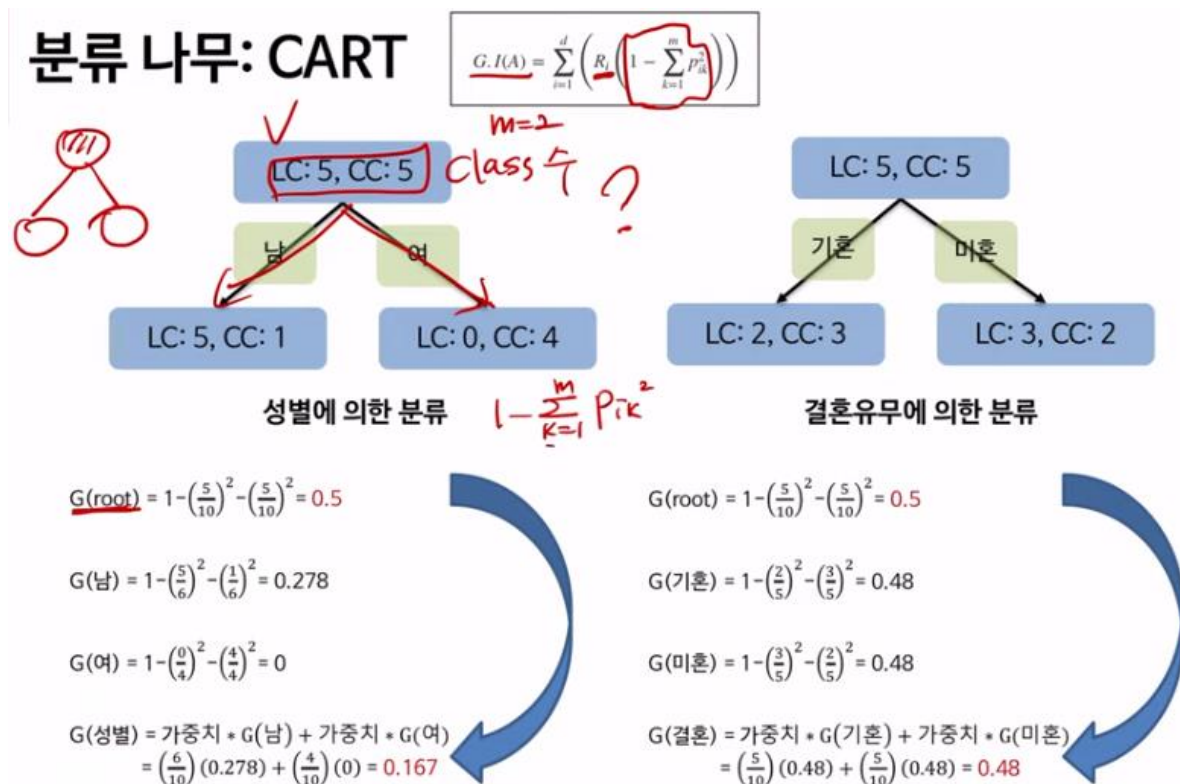 분류 나무: CART
G.I(A) = \sum_{i=1}^{d} \left( R_i \left( 1 - \sum_{k=1}^{m} p_{ik}^2 \right) \right)
m=2
LC: 5, CC: 5
Class 수
?
남
여
LC: 5, CC: 1
LC: 0, CC: 4
성별에 의한 분류
1 - \sum_{k=1}^{m} p_{ik}^2
LC: 5, CC: 5
기혼
미혼
LC: 2, CC: 3
LC: 3, CC: 2
결혼유무에 의한 분류
G(root) = 1-(5/10)^2-(5/10)^2= 0.5
G(남) = 1-(5/6)^2-(1/6)^2= 0.278
G(여) = 1-(0/4)^2-(4/4)^2= 0
G(성별) = 가중치 * G(남) + 가중치 * G(여)
= (6/10)(0.278) + (4/10)(0) = 0.167
G(root) = 1-(5/10)^2-(5/10)^2= 0.5
G(기혼) = 1-(2/5)^2-(3/5)^2= 0.48
G(미혼) = 1-(3/5)^2-(2/5)^2= 0.48
G(결혼) = 가중치 * G(기혼) + 가중치 * G(미혼)
= (5/10)(0.48) + (5/10)(0.48) = 0.48